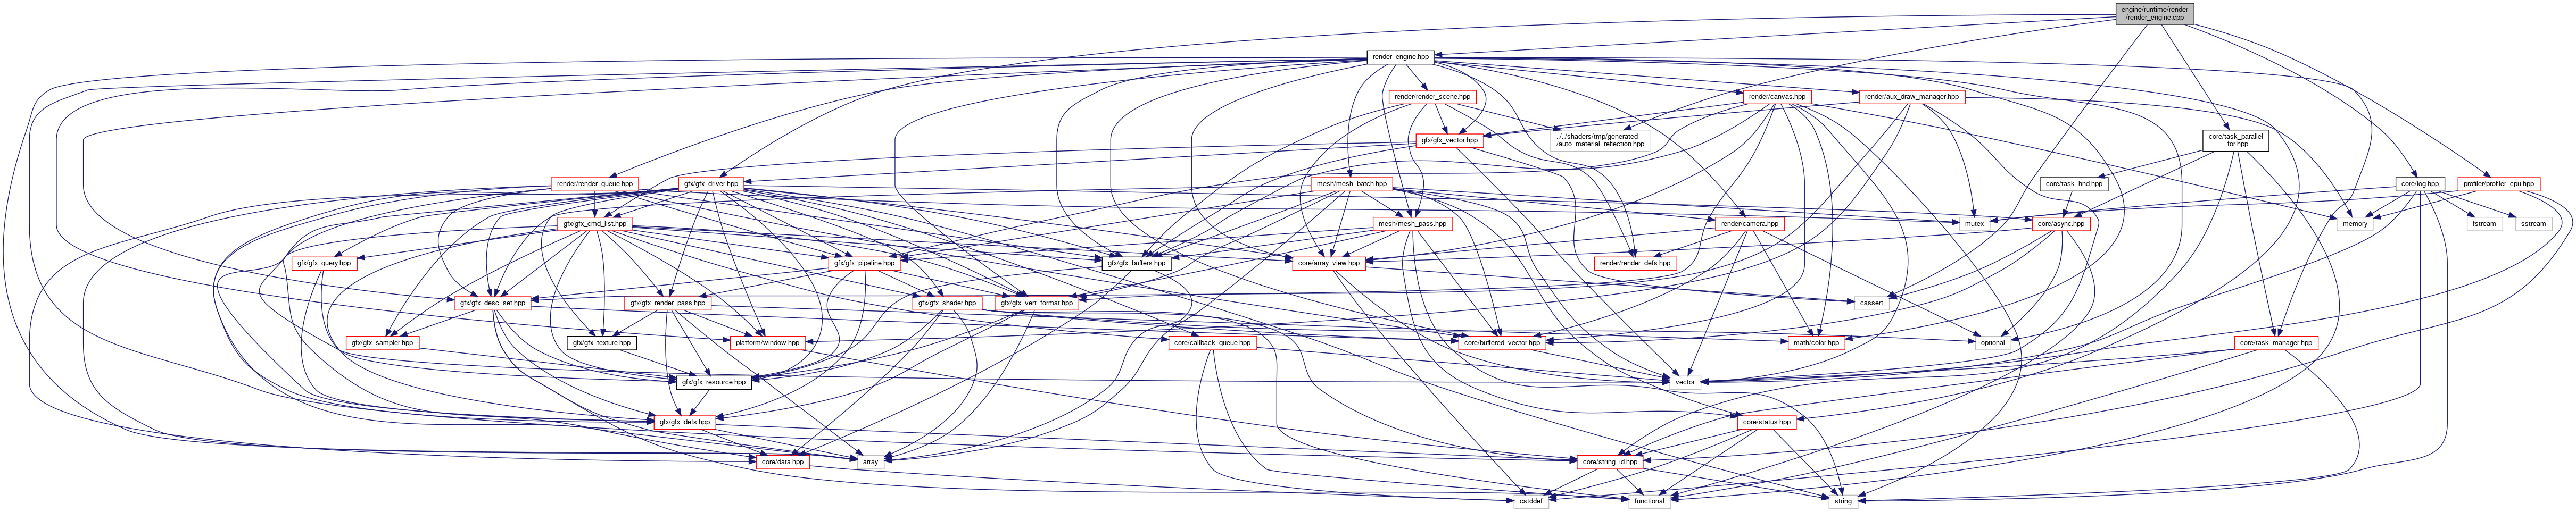 engine/runtime/render
/render_engine.cpp
render_engine.hpp
render/render_scene.hpp
render/canvas.hpp
render/aux_draw_manager.hpp
../../shaders/tmp/generated
/auto_material_reflection.hpp
gfx/gfx_vector.hpp
core/task_parallel
_for.hpp
render/render_queue.hpp
gfx/gfx_driver.hpp
mesh/mesh_batch.hpp
core/task_hnd.hpp
core/log.hpp
profiler/profiler_cpu.hpp
gfx/gfx_cmd_list.hpp
mesh/mesh_pass.hpp
render/camera.hpp
mutex
core/async.hpp
memory
fstream
sstream
gfx/gfx_query.hpp
gfx/gfx_pipeline.hpp
gfx/gfx_buffers.hpp
core/array_view.hpp
render/render_defs.hpp
gfx/gfx_desc_set.hpp
gfx/gfx_render_pass.hpp
gfx/gfx_shader.hpp
gfx/gfx_vert_format.hpp
cassert
gfx/gfx_sampler.hpp
gfx/gfx_texture.hpp
platform/window.hpp
core/callback_queue.hpp
core/buffered_vector.hpp
math/color.hpp
optional
core/task_manager.hpp
gfx/gfx_resource.hpp
vector
gfx/gfx_defs.hpp
core/status.hpp
core/data.hpp
array
core/string_id.hpp
cstddef
functional
string